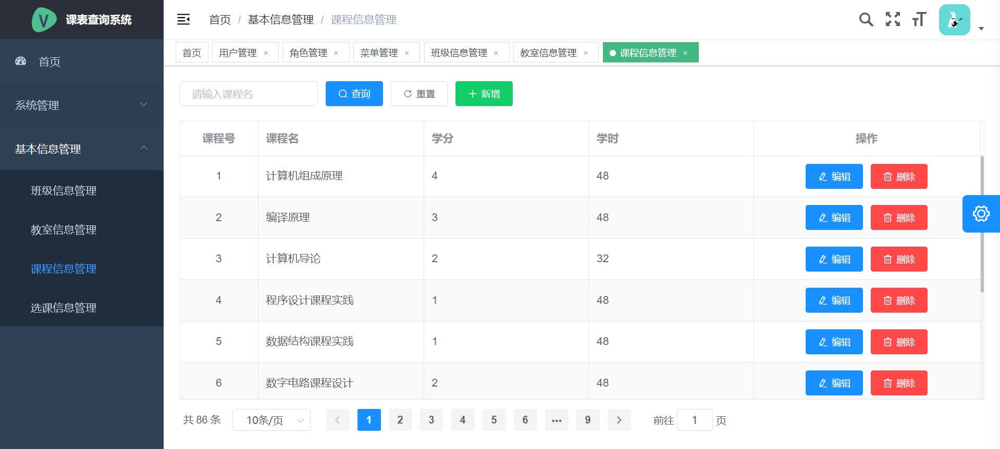 课表查询系统
首页 / 基本信息管理 / 课程信息管理
首页 用户管理 × 角色管理 × 菜单管理 × 班级信息管理 × 教室信息管理 × 课程信息管理 ×
首页
系统管理
基本信息管理
班级信息管理
教室信息管理
课程信息管理
选课信息管理
请输入课程名 查询 重置 新增
课程号 课程名 学分 学时 操作
1 计算机组成原理 4 48 编辑 删除
2 编译原理 3 48 编辑 删除
3 计算机导论 2 32 编辑 删除
4 程序设计课程实践 1 48 编辑 删除
5 数据结构课程实践 1 48 编辑 删除
6 数字电路课程设计 2 48 编辑 删除
共 86 条 10条/页 1 2 3 4 5 6 ••• 9 前往 1 页